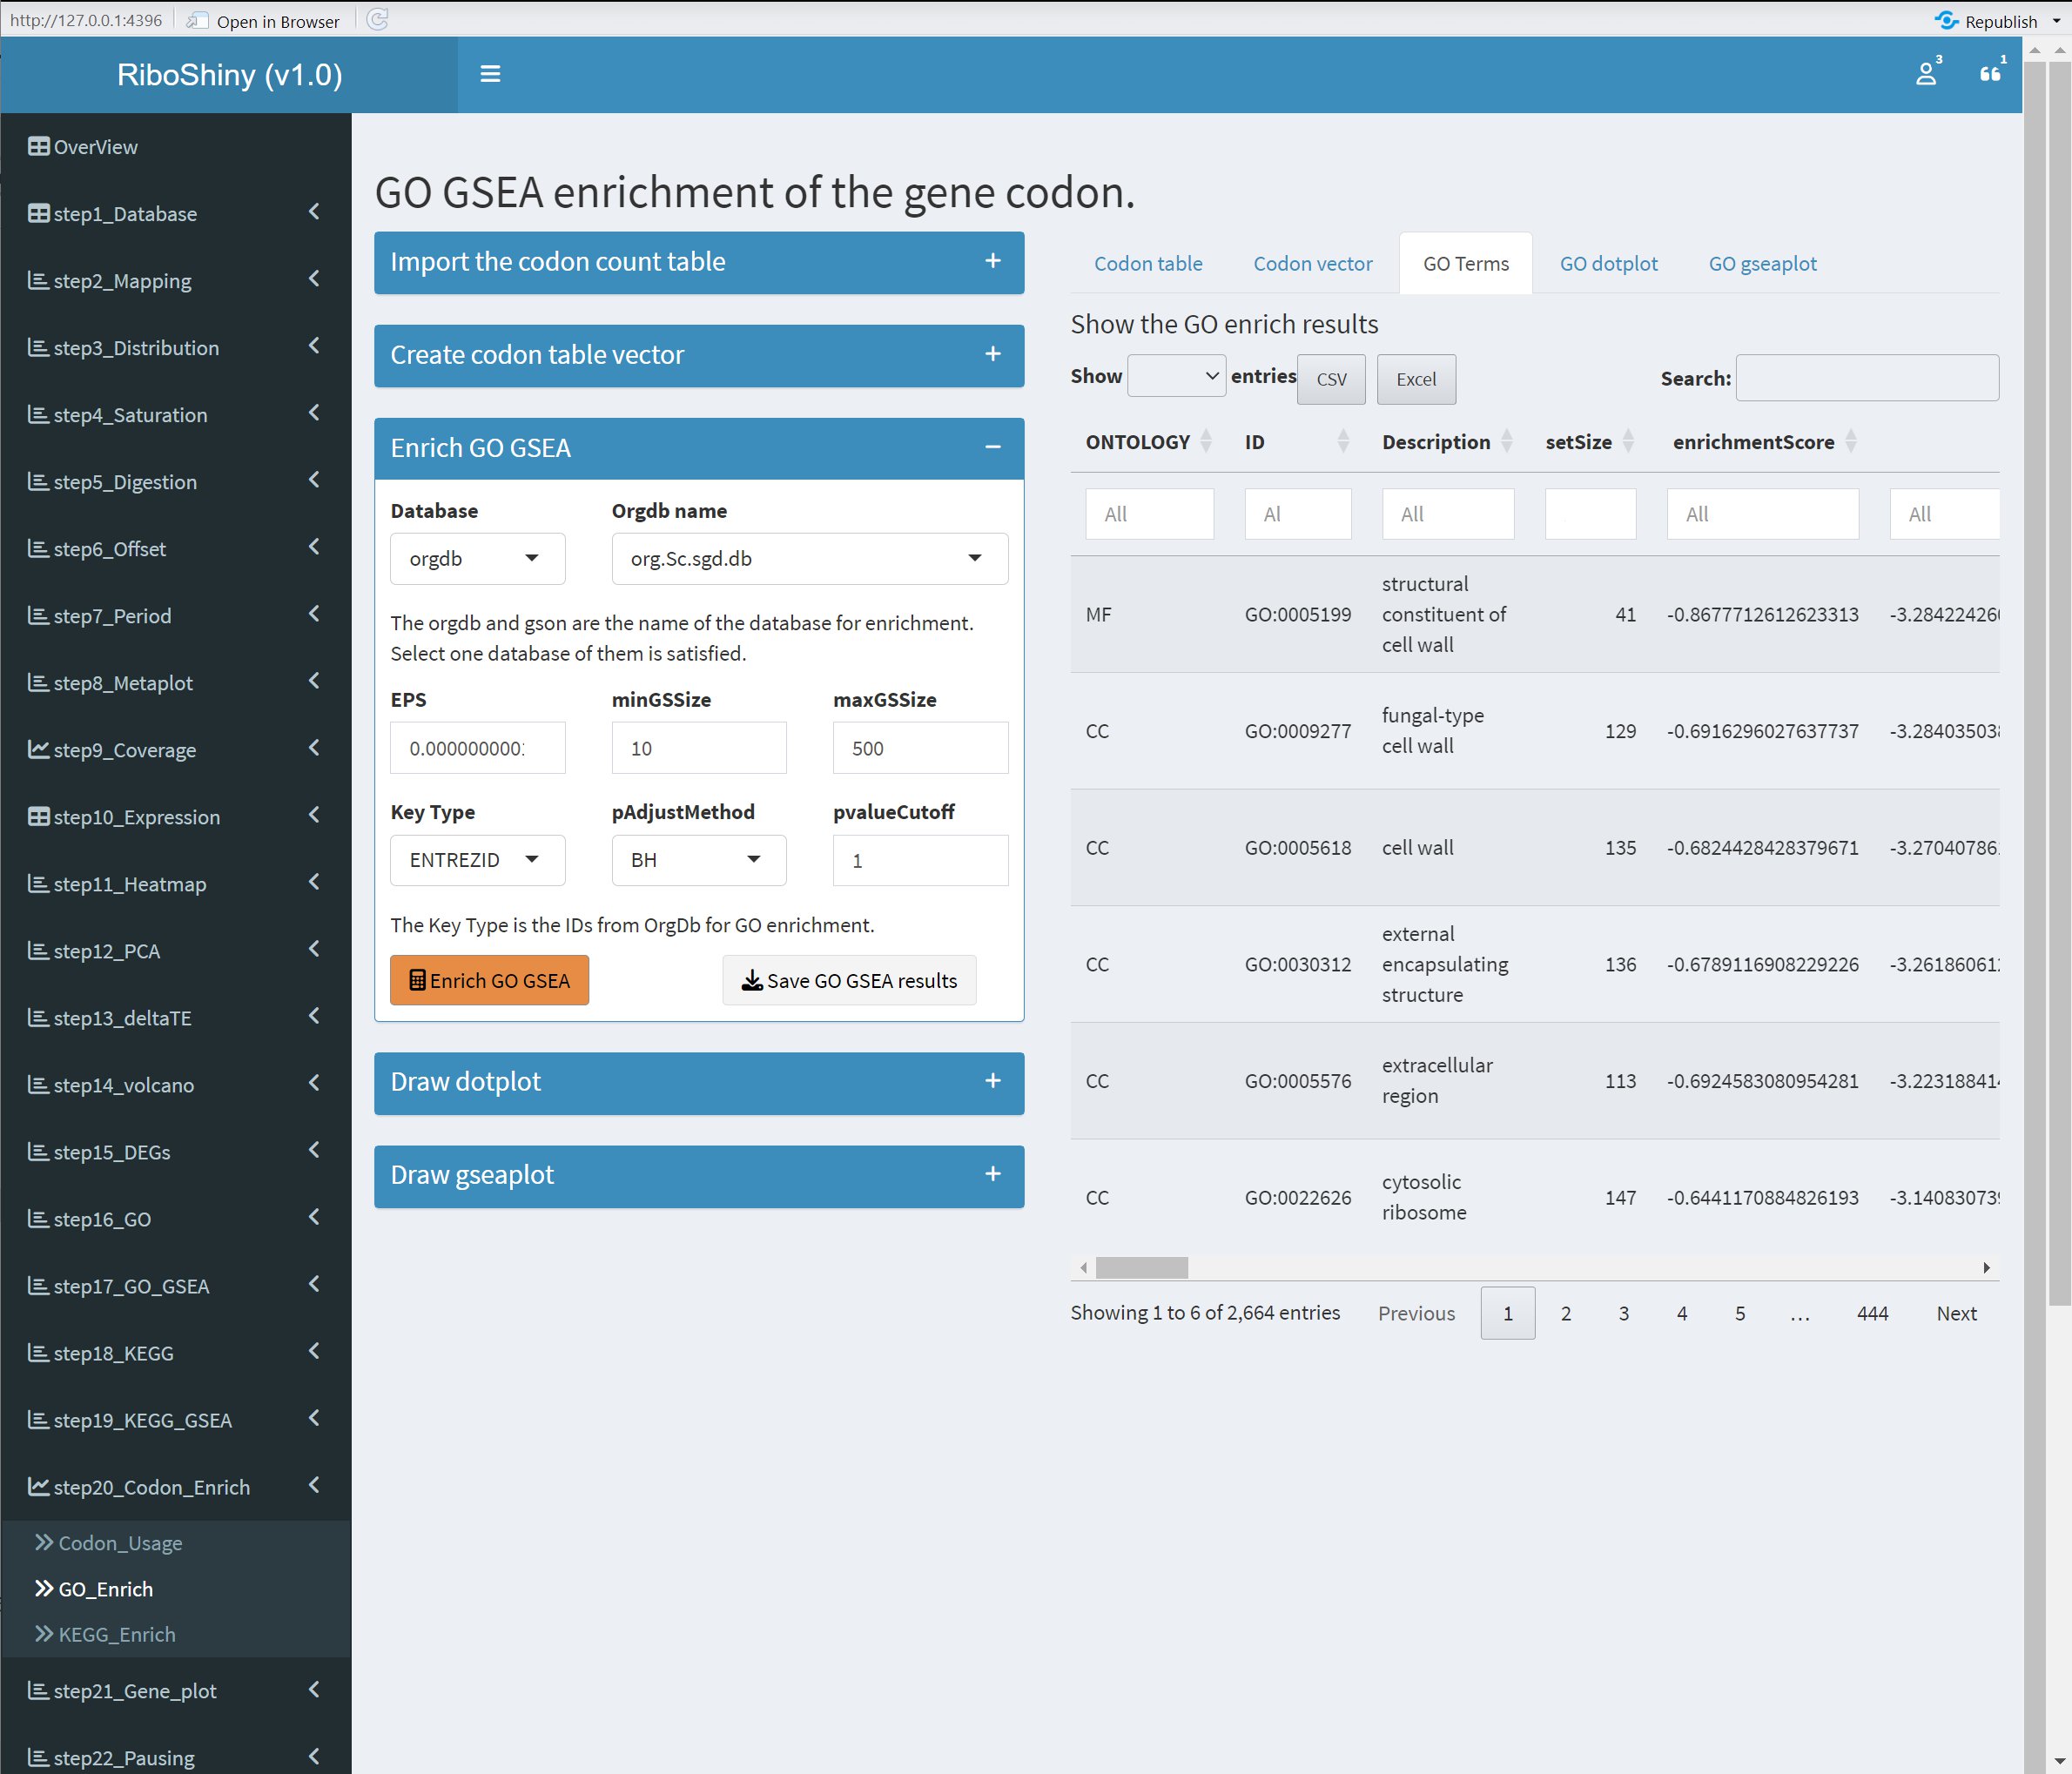 http://127.0.0.1:4396 Open in Browser Republish
RiboShiny (v1.0) 3 1
OverView
step1_Database
step2_Mapping
step3_Distribution
step4_Saturation
step5_Digestion
step6_Offset
step7_Period
step8_Metaplot
step9_Coverage
step10_Expression
step11_Heatmap
step12_PCA
step13_deltaTE
step14_volcano
step15_DEGs
step16_GO
step17_GO_GSEA
step18_KEGG
step19_KEGG_GSEA
step20_Codon_Enrich
Codon_Usage
GO_Enrich
KEGG_Enrich
step21_Gene_plot
step22_Pausing
GO GSEA enrichment of the gene codon.
Import the codon count table
Create codon table vector
Enrich GO GSEA
Database Orgdb name
orgdb org.Sc.sgd.db
The orgdb and gson are the name of the database for enrichment.
Select one database of them is satisfied.
EPS minGSSize maxGSSize
0.000000000 10 500
Key Type pAdjustMethod pvalueCutoff
ENTREZID BH 1
The Key Type is the IDs from OrgDb for GO enrichment.
Enrich GO GSEA Save GO GSEA results
Draw dotplot
Draw gseaplot
Codon table Codon vector GO Terms GO dotplot GO gseaplot
Show the GO enrich results
Show entries CSV Excel Search:
ONTOLOGY ID Description setSize enrichmentScore
All Al All All All
structural
MF GO:0005199 constituent of 41 -0.8677712612623313 -3.28422426
cell wall
fungal-type
CC GO:0009277 129 -0.6916296027637737 -3.28403503
cell wall
CC GO:0005618 cell wall 135 -0.6824428428379671 -3.27040786
external
CC GO:0030312 encapsulating 136 -0.6789116908229226 -3.26186061
structure
extracellular
CC GO:0005576 113 -0.6924583080954281 -3.22318841
region
cytosolic
CC GO:0022626 147 -0.6441170884826193 -3.14083073
ribosome
Showing 1 to 6 of 2,664 entries Previous 1 2 3 4 5 … 444 Next